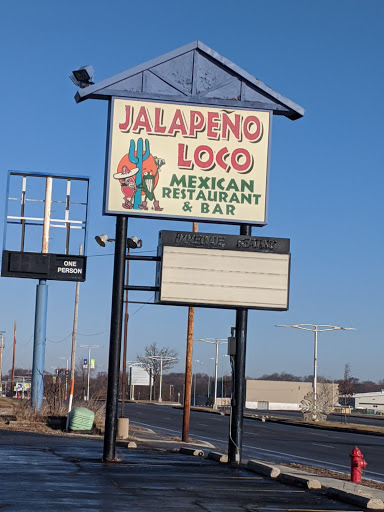 JALAPEÑO
LOCO
MEXICAN
RESTAURANT
& BAR
ONE
PERSON